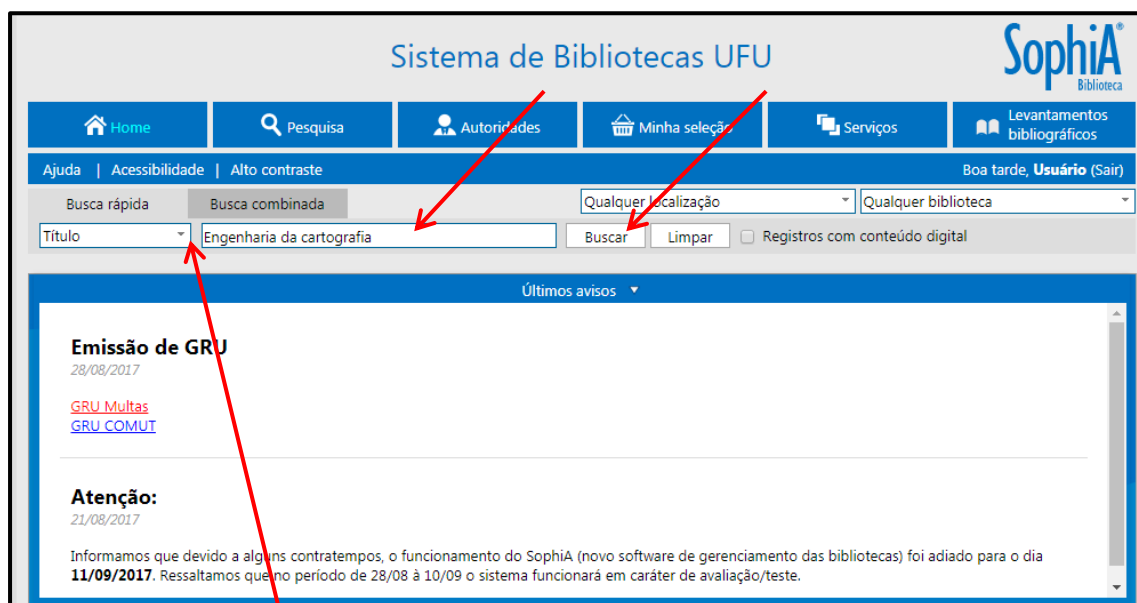 Sistema de Bibliotecas UFU
SophiA
Biblioteca
Home
Pesquisa
Autoridades
Minha seleção
Serviços
Levantamentos
bibliográficos
Ajuda | Acessibilidade | Alto contraste
Boa tarde, Usuário (Sair)
Busca rápida
Busca combinada
Qualquer localização
Qualquer biblioteca
Título
Engenharia da cartografia
Buscar
Limpar
Registros com conteúdo digital
Últimos avisos
Emissão de GRU
28/08/2017
GRU Multas
GRU COMUT
Atenção:
21/08/2017
Informamos que devido a alguns contratempos, o funcionamento do SophiA (novo software de gerenciamento das bibliotecas) foi adiado para o dia
11/09/2017. Ressaltamos que no período de 28/08 à 10/09 o sistema funcionará em caráter de avaliação/teste.